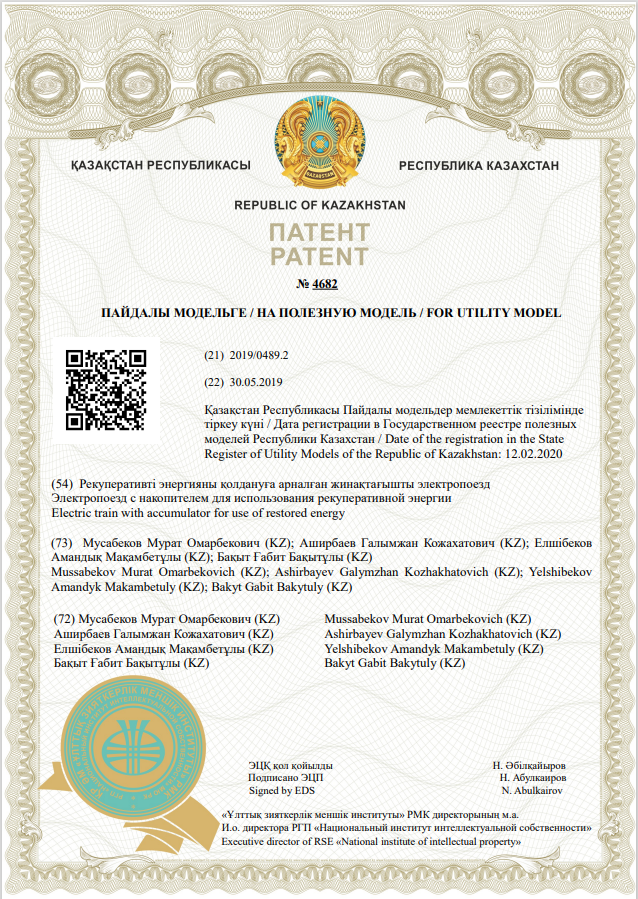 ҚАЗАҚСТАН РЕСПУБЛИКАСЫ
РЕСПУБЛИКА КАЗАХСТАН
REPUBLIC OF KAZAKHSTAN
ПАТЕНТ
PATENT
№ 4682
ПАЙДАЛЫ МОДЕЛЬГЕ / НА ПОЛЕЗНУЮ МОДЕЛЬ / FOR UTILITY MODEL
(21) 2019/0489.2
(22) 30.05.2019
Қазақстан Республикасы Пайдалы модельдер мемлекеттік тізілімінде
тіркеу күні / Дата регистрации в Государственном реестре полезных
моделей Республики Казахстан / Date of the registration in the State
Register of Utility Models of the Republic of Kazakhstan: 12.02.2020
(54) Рекуперативті энергияны қолдануға арналған жинақтағышты электропоезд
Электропоезд с накопителем для использования рекуперативной энергии
Electric train with accumulator for use of restored energy
(73) Мусабеков Мурат Омарбекович (KZ); Аширбаев Галымжан Кожахатович (KZ); Елшібеков
Амандық Мақамбетұлы (KZ); Бақыт Ғабит Бақытұлы (KZ)
Mussabekov Murat Omarbekovich (KZ); Ashirbayev Galymzhan Kozhakhatovich (KZ); Yelshibekov
Amandyk Makambetuly (KZ); Bakyt Gabit Bakytuly (KZ)
(72) Мусабеков Мурат Омарбекович (KZ) Mussabekov Murat Omarbekovich (KZ)
Аширбаев Галымжан Кожахатович (KZ) Ashirbayev Galymzhan Kozhakhatovich (KZ)
Елшібеков Амандық Мақамбетұлы (KZ) Yelshibekov Amandyk Makambetuly (KZ)
Бақыт Ғабит Бақытұлы (KZ) Bakyt Gabit Bakytuly (KZ)
ЭЦҚ қол қойылды Н. Әбілқайыров
Подписано ЭЦП Н. Абулкаиров
Signed by EDS N. Abulkairov
«Ұлттық зияткерлік меншік институты» РМК директорының м.а.
И.о. директора РГП «Национальный институт интеллектуальной собственности»
Executive director of RSE «National institute of intellectual property»